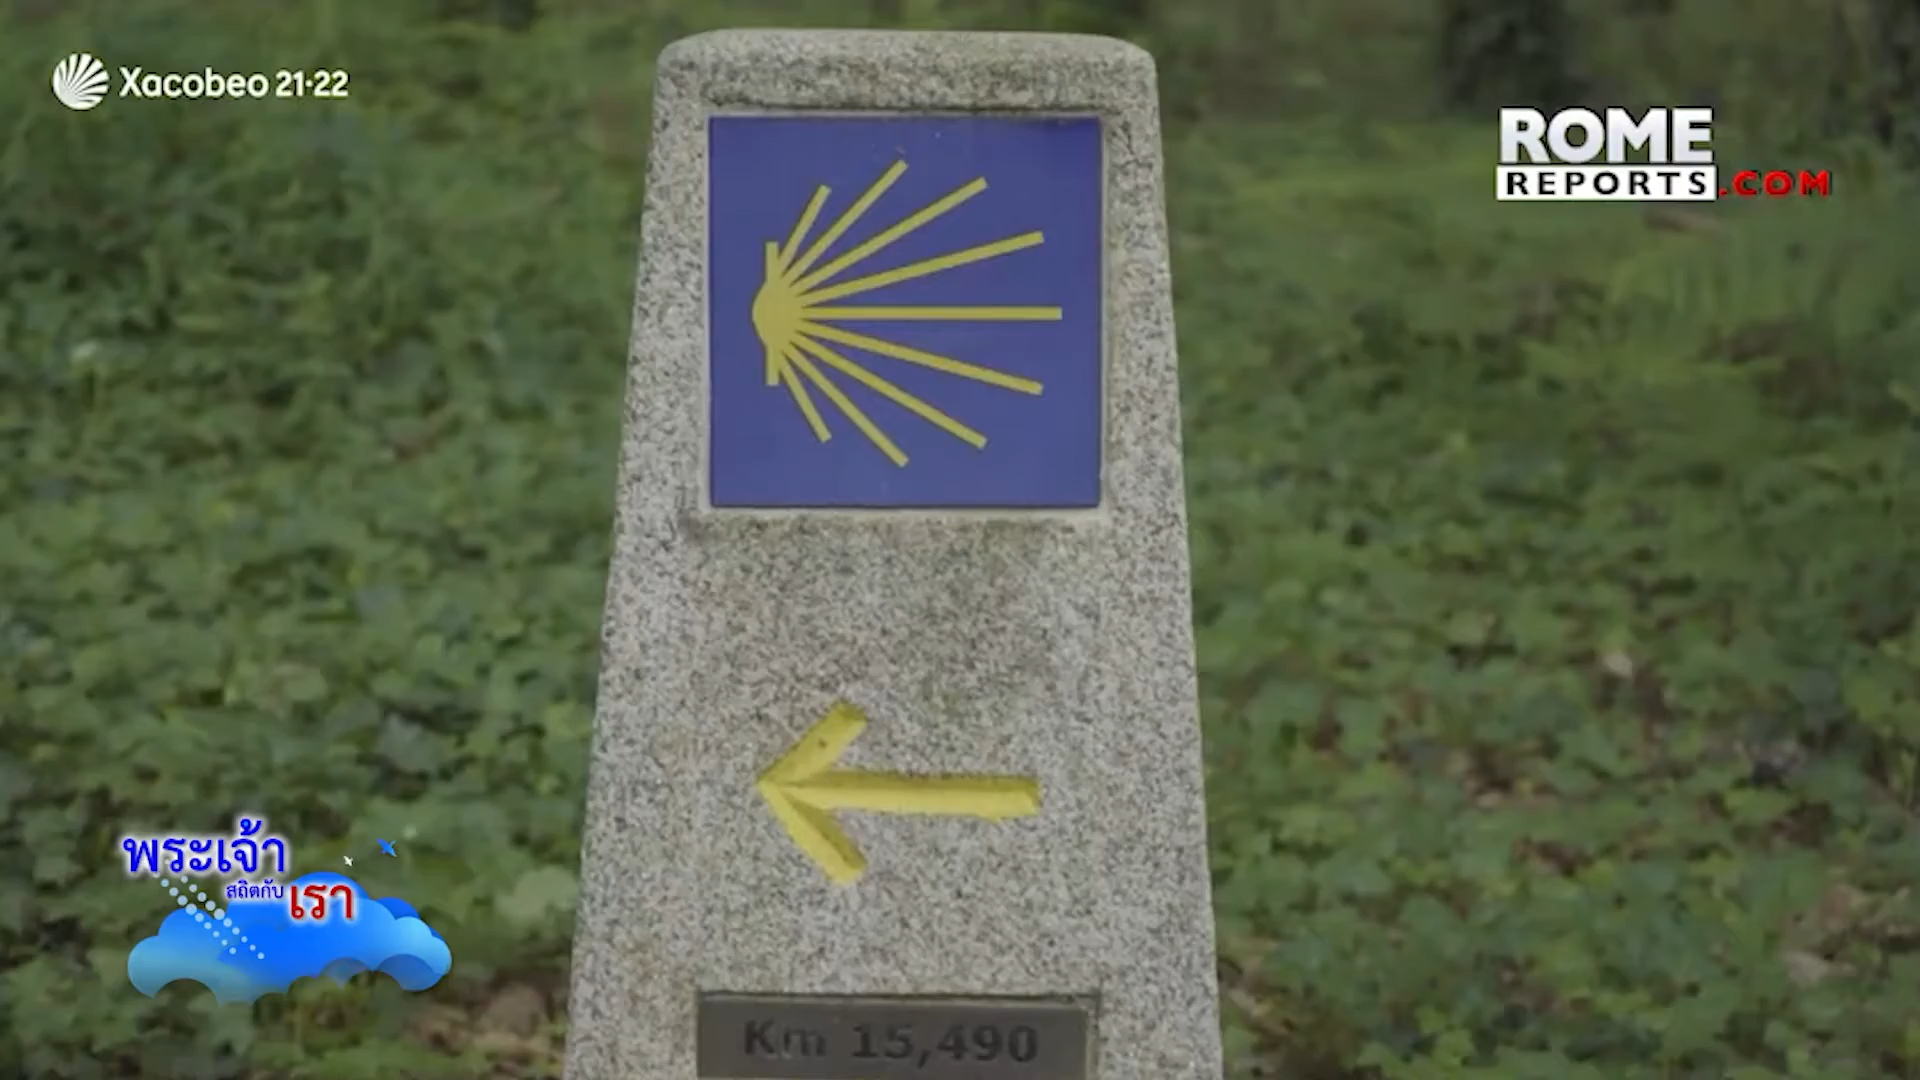 Xacobeo 21·22
ROME
REPORTS.COM
พระเจ้า
สถิตกับ
เรา
Km 15,490